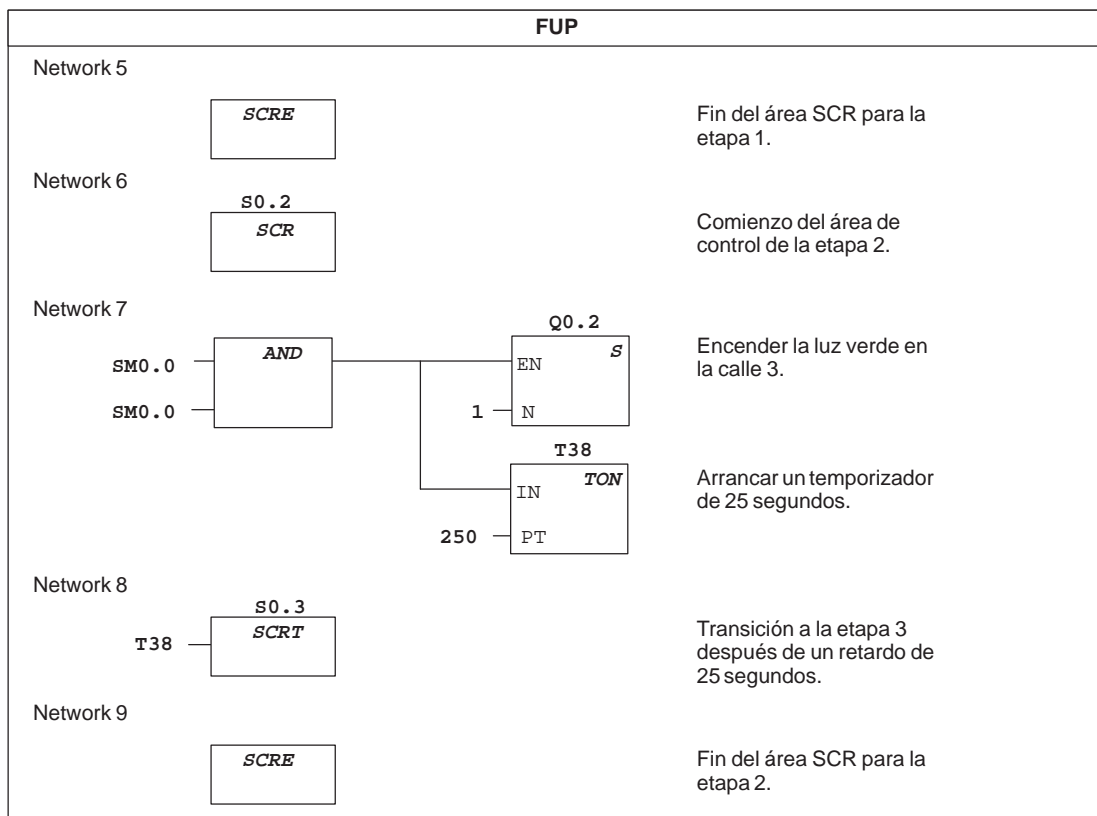 FUP
Network 5
SCRE
Fin del área SCR para la
etapa 1.
Network 6
S0.2
SCR
Comienzo del área de
control de la etapa 2.
Network 7
Q0.2
SM0.0
AND
EN
S
Encender la luz verde en
la calle 3.
SM0.0
1
N
T38
IN
TON
Arrancar un temporizador
de 25 segundos.
250
PT
Network 8
S0.3
T38
SCRT
Transición a la etapa 3
después de un retardo de
25 segundos.
Network 9
SCRE
Fin del área SCR para la
etapa 2.